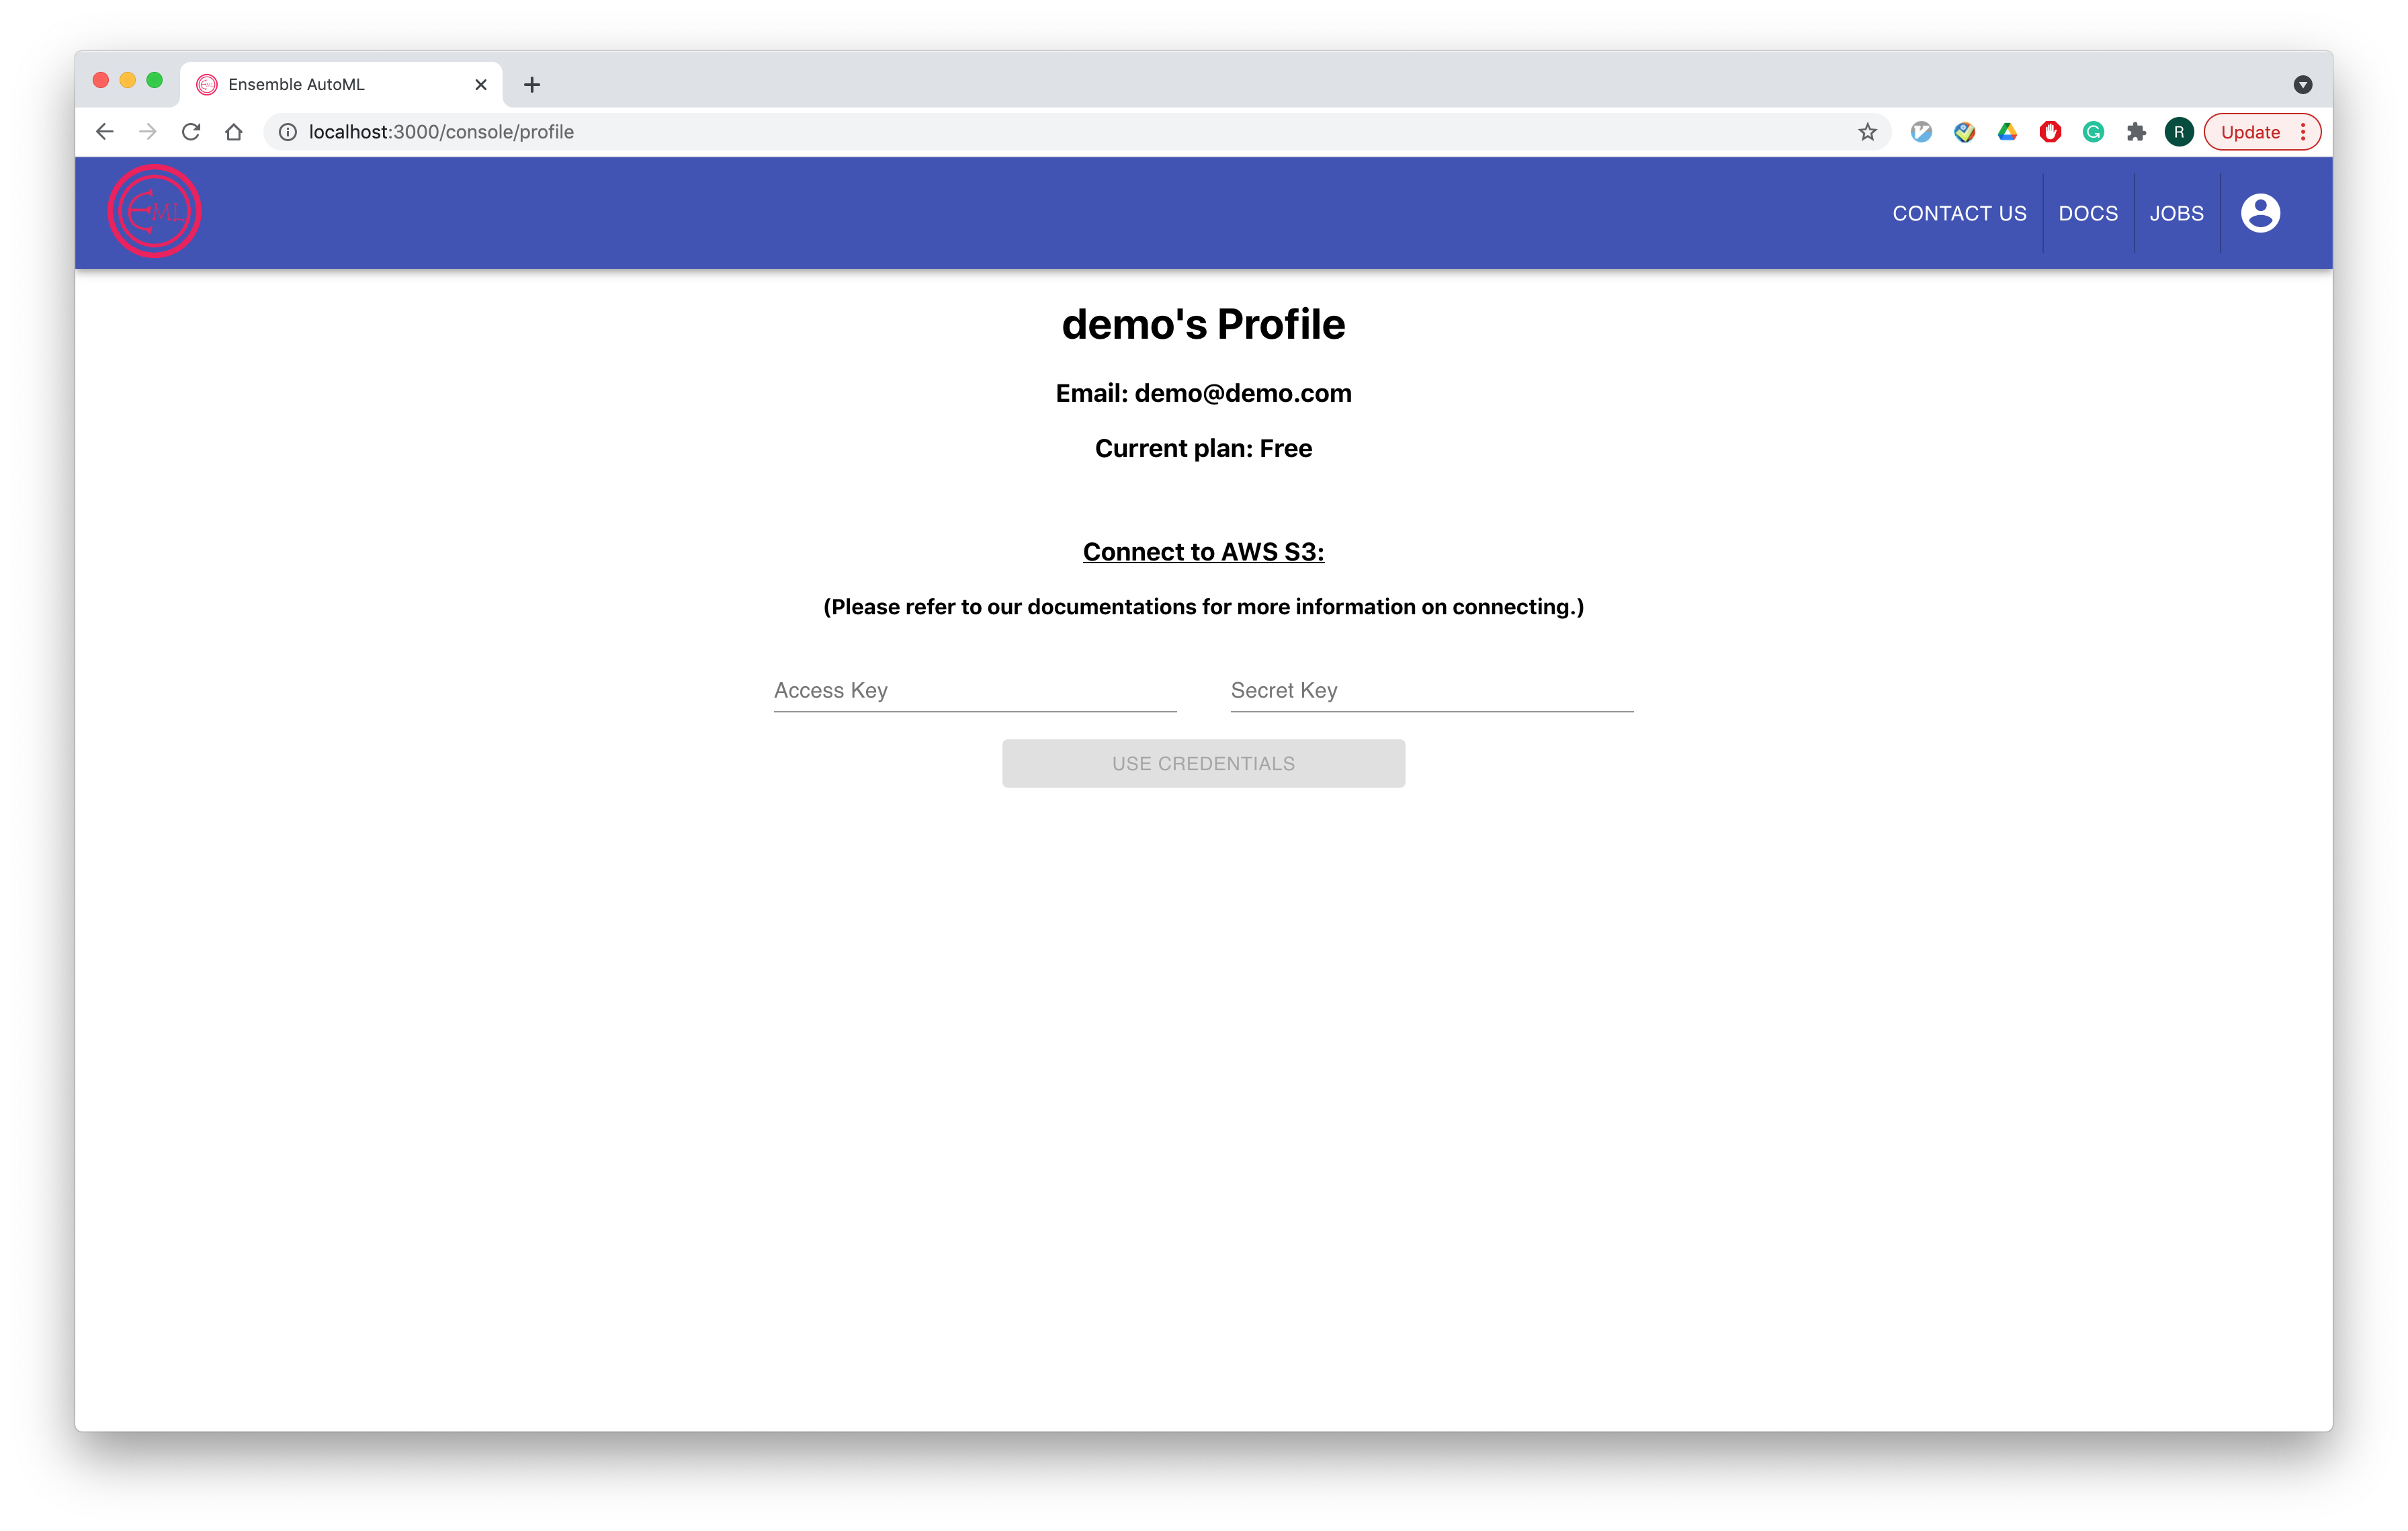 Ensemble AutoML
localhost:3000/console/profile
R
Update
EML
CONTACT US
DOCS
JOBS
demo's Profile
Email: demo@demo.com
Current plan: Free
Connect to AWS S3:
(Please refer to our documentations for more information on connecting.)
Access Key
Secret Key
USE CREDENTIALS